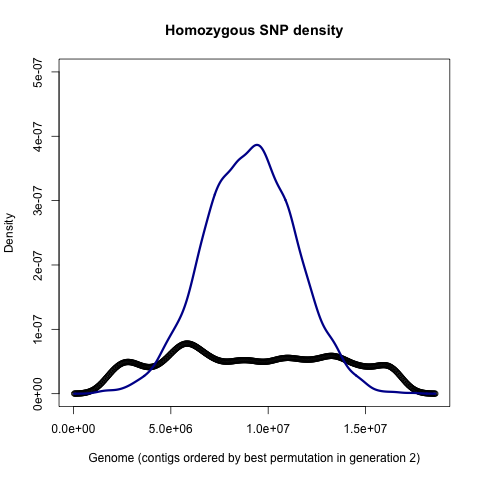 Homozygous SNP density
5e-07
4e-07
3e-07
2e-07
1e-07
0e+00
Density
0.0e+00 5.0e+06 1.0e+07 1.5e+07
Genome (contigs ordered by best permutation in generation 2)